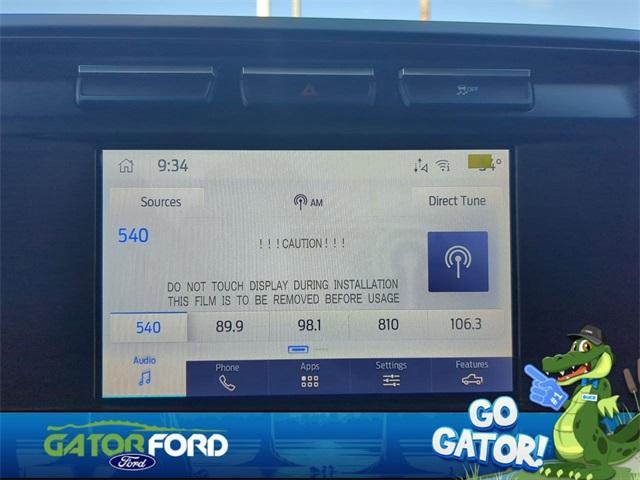 OFF
9:34
Sources
AM
Direct Tune
540
!!!CAUTION!!!
DO NOT TOUCH DISPLAY DURING INSTALLATION
THIS FILM IS TO BE REMOVED BEFORE USAGE
540 89.9 98.1 810 106.3
Audio Phone Apps Settings Features
#1
GATORFORD
Ford
GO
GATOR!